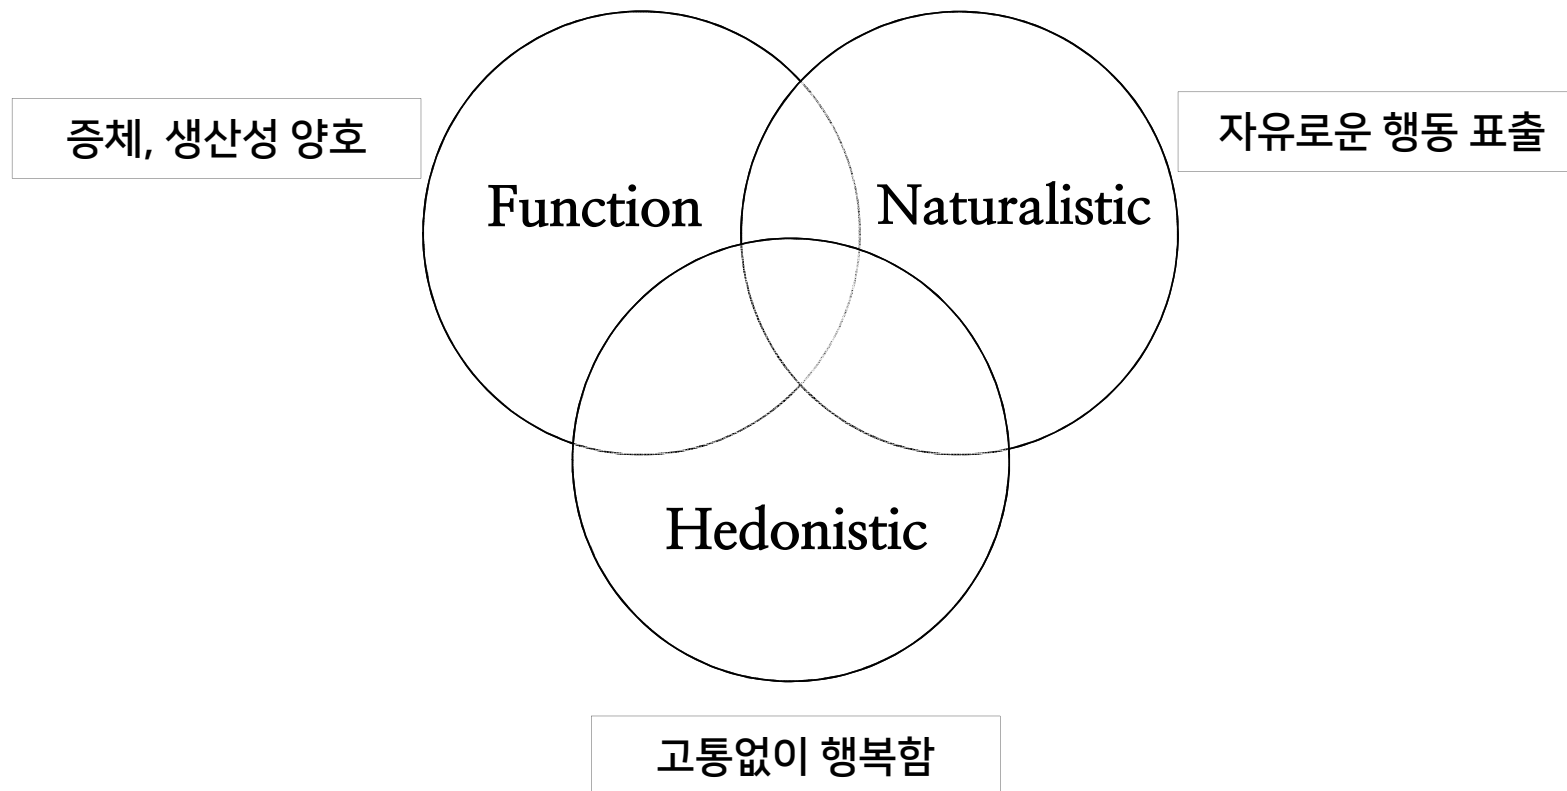 증체, 생산성 양호
자유로운 행동 표출
Function
Naturalistic
Hedonistic
고통없이 행복함